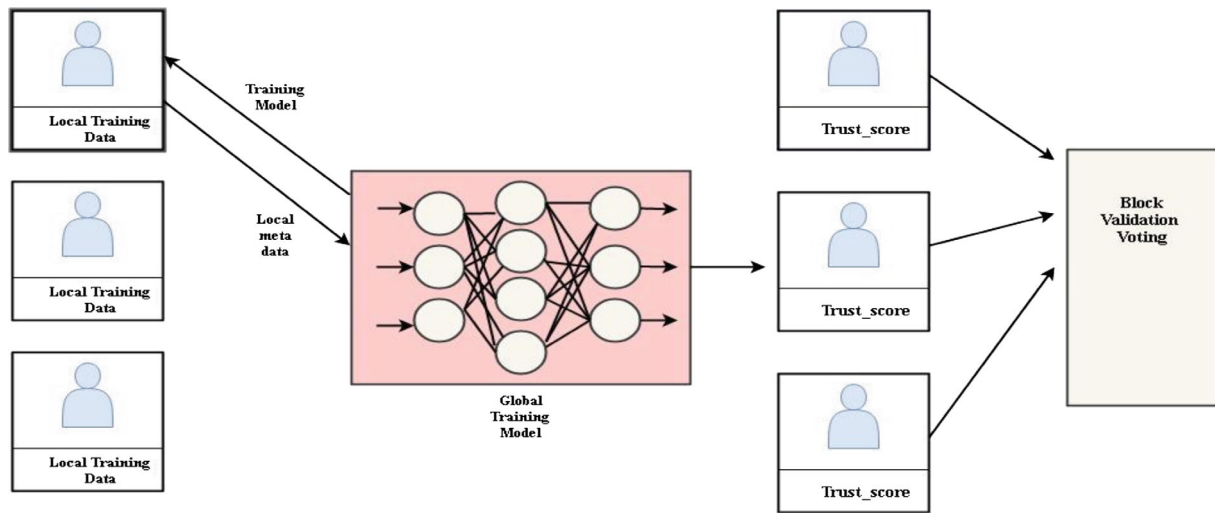 Local Training
Data
Local Training
Data
Local Training
Data
Training
Model
Local
meta
data
Global
Training
Model
Trust_score
Trust_score
Trust_score
Block
Validation
Voting